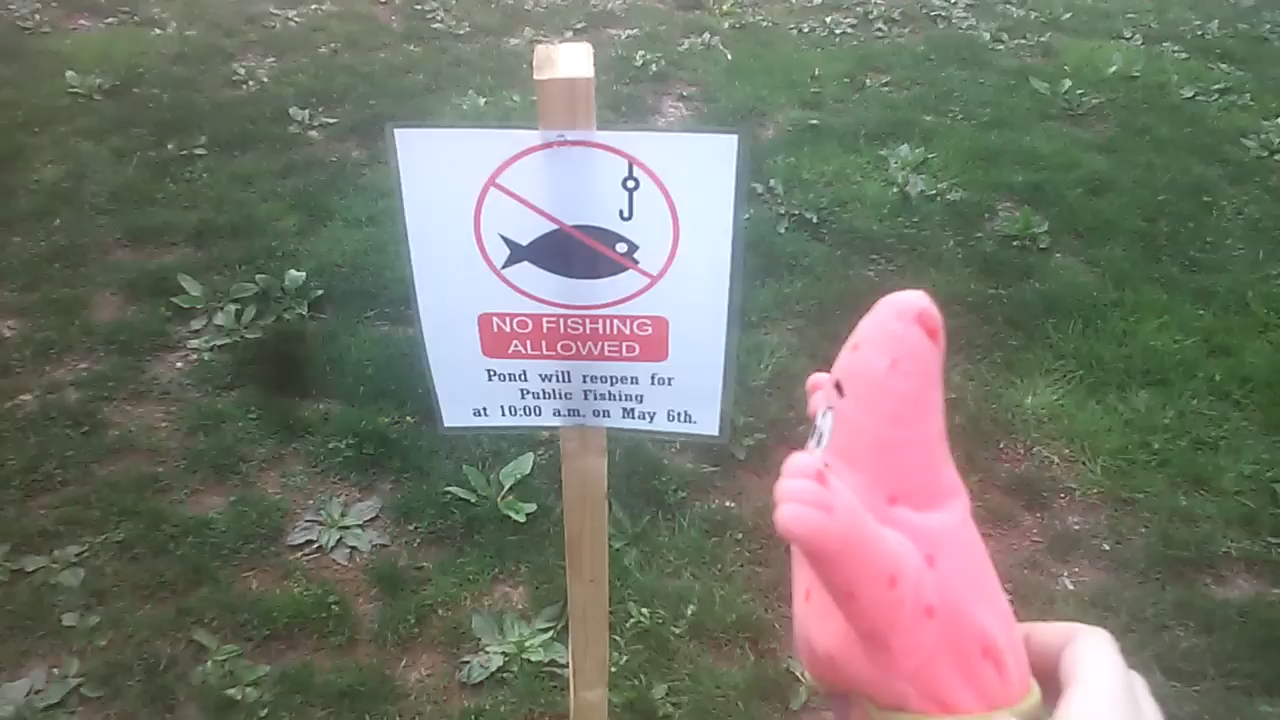 NO FISHING
ALLOWED
Pond will reopen for
Public Fishing
at 10:00 a.m. on May 6th.